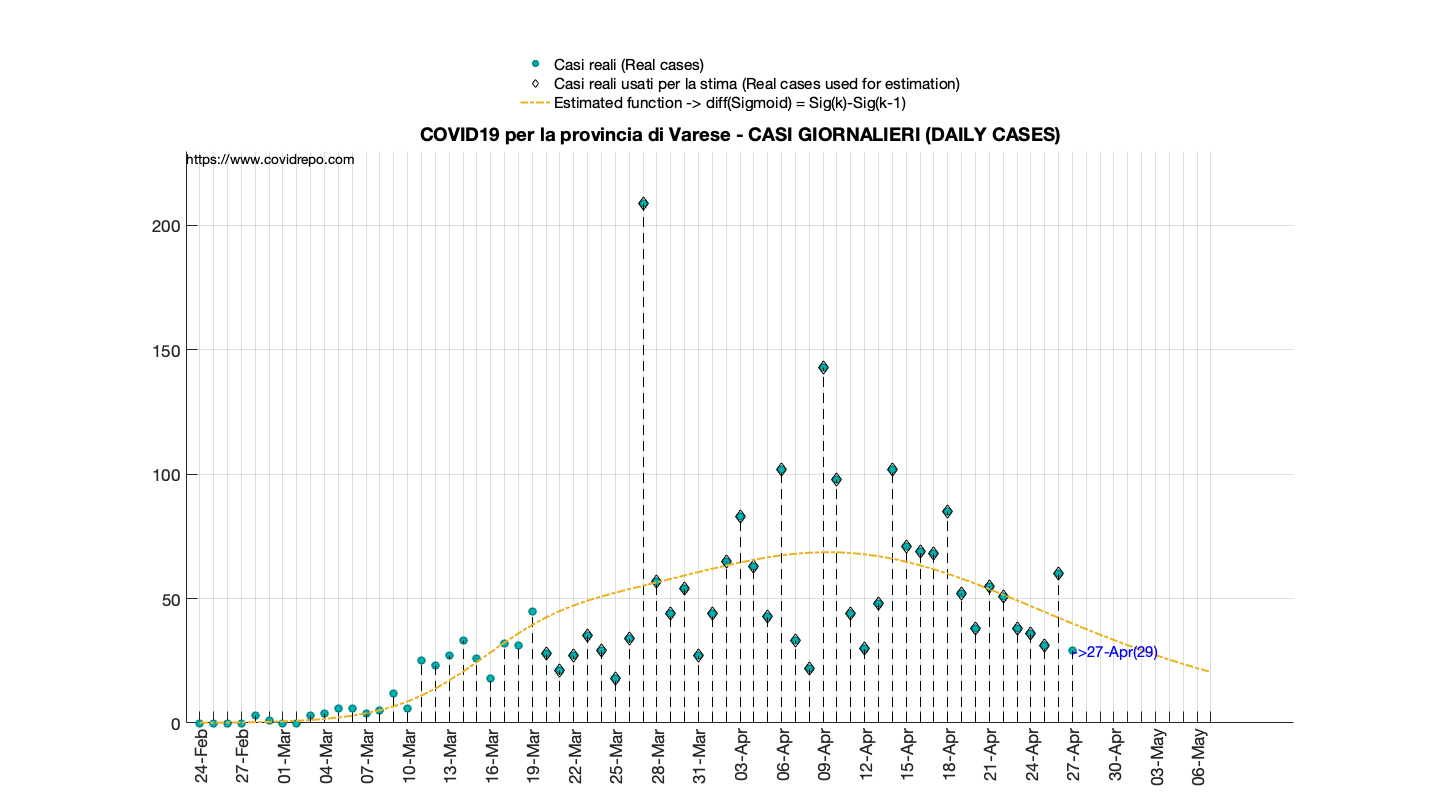 Casi reali (Real cases)
Casi reali usati per la stima (Real cases used for estimation)
Estimated function -> diff(Sigmoid) = Sig(k)-Sig(k-1)
COVID19 per la provincia di Varese - CASI GIORNALIERI (DAILY CASES)
https://www.covidrepo.com
200
150
100
50
0
->27-Apr(29)
24-Feb
27-Feb
01-Mar
04-Mar
07-Mar
10-Mar
13-Mar
16-Mar
19-Mar
22-Mar
25-Mar
28-Mar
31-Mar
03-Apr
06-Apr
09-Apr
12-Apr
15-Apr
18-Apr
21-Apr
24-Apr
27-Apr
30-Apr
03-May
06-May